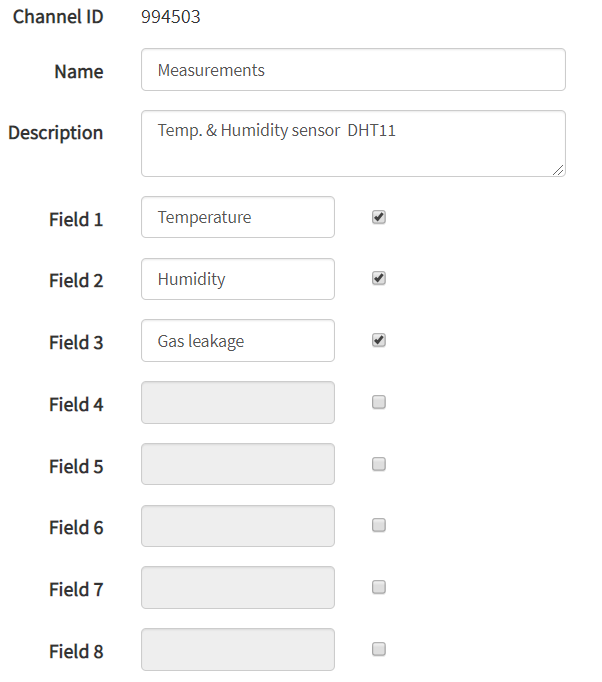 Channel ID 994503
Name Measurements
Description Temp. & Humidity sensor  DHT11
Field 1 Temperature
Field 2 Humidity
Field 3 Gas leakage
Field 4
Field 5
Field 6
Field 7
Field 8